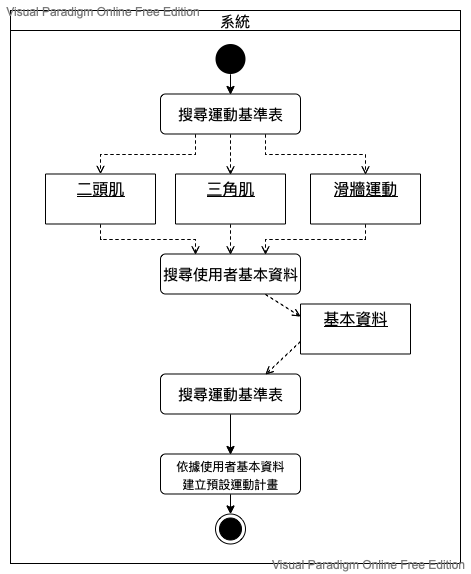 Visual Paradigm Online Free Edition
系統
搜尋運動基準表
二頭肌
三角肌
滑牆運動
搜尋使用者基本資料
基本資料
搜尋運動基準表
依據使用者基本資料
建立預設運動計畫
Visual Paradigm Online Free Edition